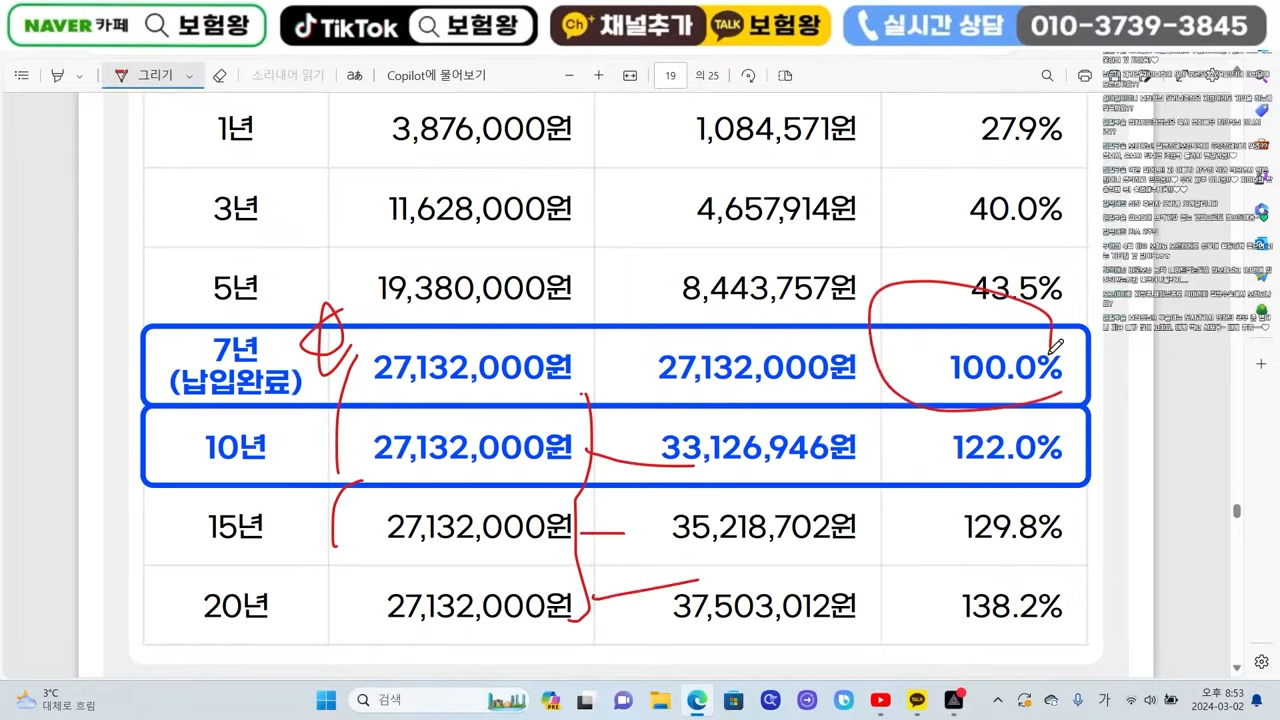 NAVER 카페 보험왕 TikTok 보험왕 Ch+ 채널추가 TALK 보험왕 실시간 상담 010-3739-3845
그리기 소리내어 읽기 aあ Copilot에 물어보기 19 의 25
1년 3,876,000원 1,084,571원 27.9%
3년 11,628,000원 4,657,914원 40.0%
5년 19,380,000원 8,443,757원 43.5%
7년
(납입완료) 27,132,000원 27,132,000원 100.0%
10년 27,132,000원 33,126,946원 122.0%
15년 27,132,000원 35,218,702원 129.8%
20년 27,132,000원 37,503,012원 138.2%
3°C
대체로 흐림
검색
PRE
가
오후 8:53
2024-03-02